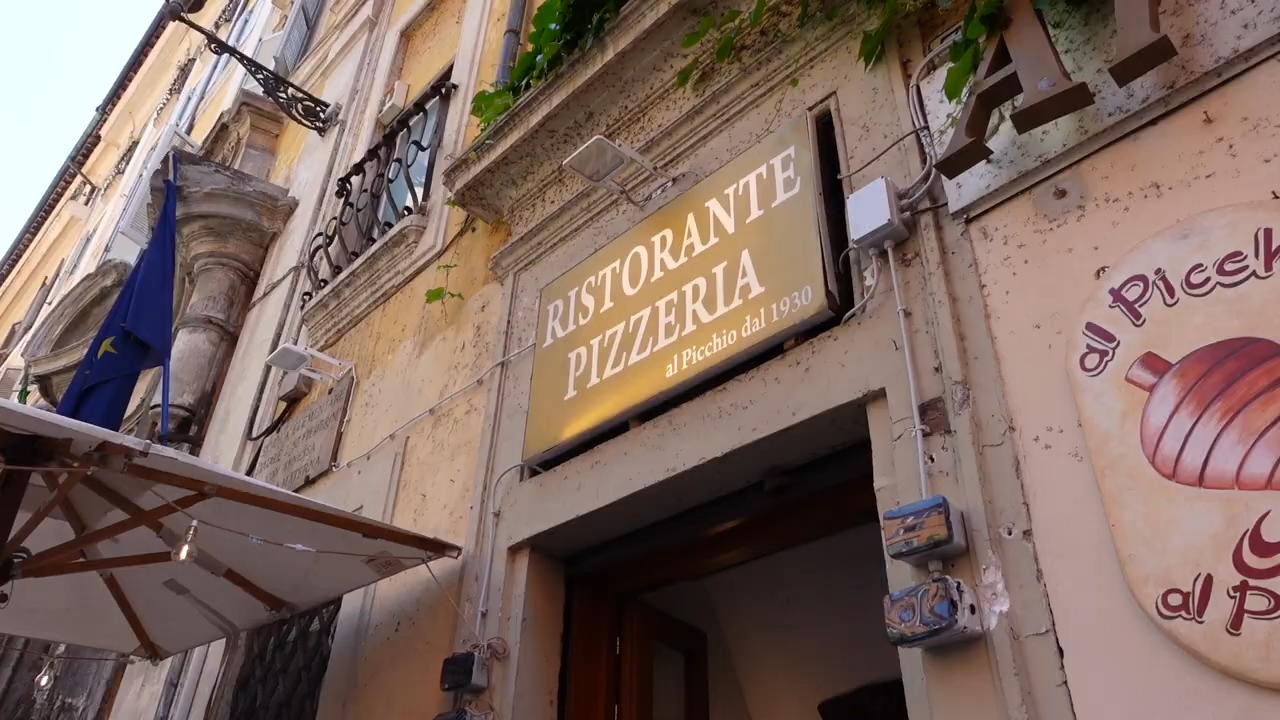 RISTORANTE
PIZZERIA
al Picchio dal 1930
al Picch
al P